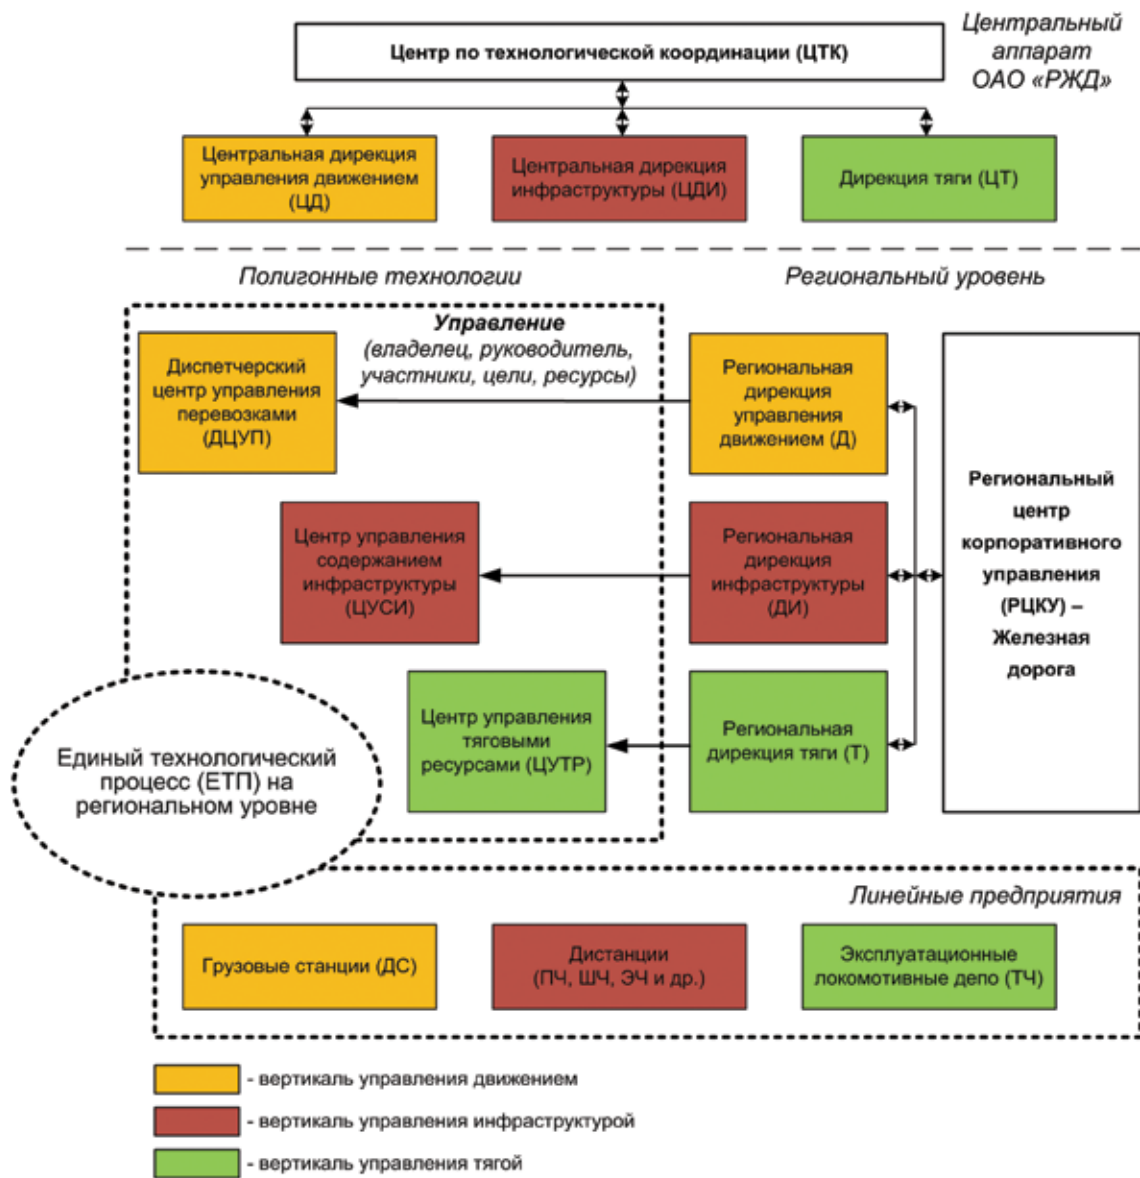 Центр по технологической координации (ЦТК)
Центральный
аппарат
ОАО «РЖД»
Центральная дирекция
управления движением
(ЦД)
Центральная дирекция
инфраструктуры (ЦДИ)
Дирекция тяги (ЦТ)
Полигонные технологии
Региональный уровень
Управление
(владелец, руководитель,
участники, цели, ресурсы)
Диспетчерский
центр управления
перевозками
(ДЦУП)
Региональная
дирекция
управления
движением (Д)
Центр управления
содержанием
инфраструктуры
(ЦУСИ)
Региональная
дирекция
инфраструктуры
(ДИ)
Региональный
центр
корпоративного
управления
(РЦКУ) –
Железная
дорога
Центр управления
тяговыми
ресурсами (ЦУТР)
Региональная
дирекция тяги (Т)
Единый технологический
процесс (ЕТП) на
региональном уровне
Линейные предприятия
Грузовые станции (ДС)
Дистанции
(ПЧ, ШЧ, ЭЧ и др.)
Эксплуатационные
локомотивные депо (ТЧ)
- вертикаль управления движением
- вертикаль управления инфраструктурой
- вертикаль управления тягой